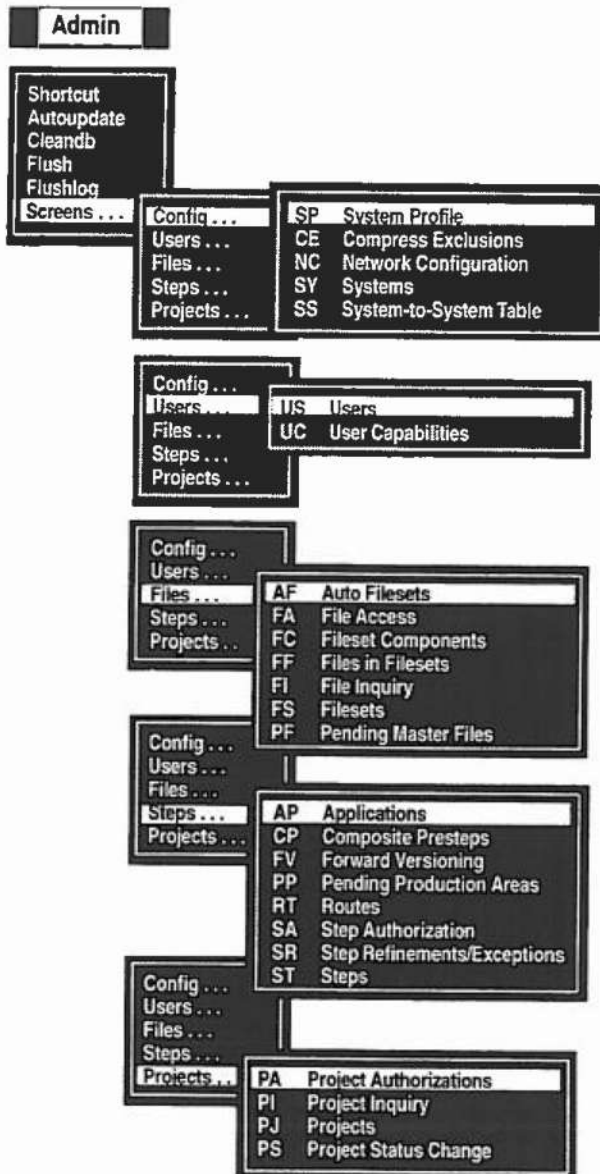 Admin
Shortcut
Autoupdate
Cleandb
Flush
Flushlog
Screens . . .
Config . . .
Users . . .
Files . . .
Steps . . .
Projects . . .
SP System Profile
CE Compress Exclusions
NC Network Configuration
SY Systems
SS System-to-System Table
Config . . .
Users . . .
Files . . .
Steps . . .
Projects . . .
US Users
UC User Capabilities
Config . . .
Users . . .
Files . . .
Steps . . .
Projects . .
AF Auto Filesets
FA File Access
FC Fileset Components
FF Files in Filesets
FI File Inquiry
FS Filesets
PF Pending Master Files
Config . . .
Users . . .
Files . . .
Steps . . .
Projects . . .
AP Applications
CP Composite Presteps
FV Forward Versioning
PP Pending Production Areas
RT Routes
SA Step Authorization
SR Step Refinements/Exceptions
ST Steps
Config . . .
Users . . .
Files . . .
Steps . . .
Projects . .
PA Project Authorizations
PI Project Inquiry
PJ Projects
PS Project Status Change